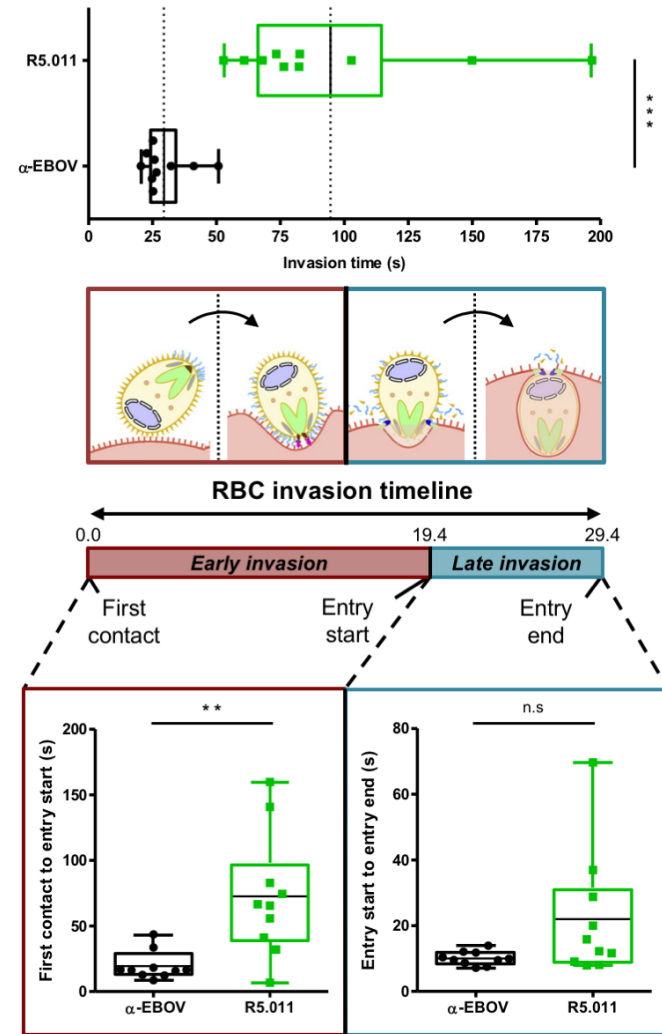 R5.011
***
α-EBOV
0 25 50 75 100 125 150 175 200
Invasion time (s)
RBC invasion timeline
0.0 19.4 29.4
Early invasion Late invasion
First contact
Entry start
Entry end
First contact to entry start (s)
200
150
100
50
0
**
α-EBOV R5.011
Entry start to entry end (s)
80
60
40
20
0
n.s
α-EBOV R5.011